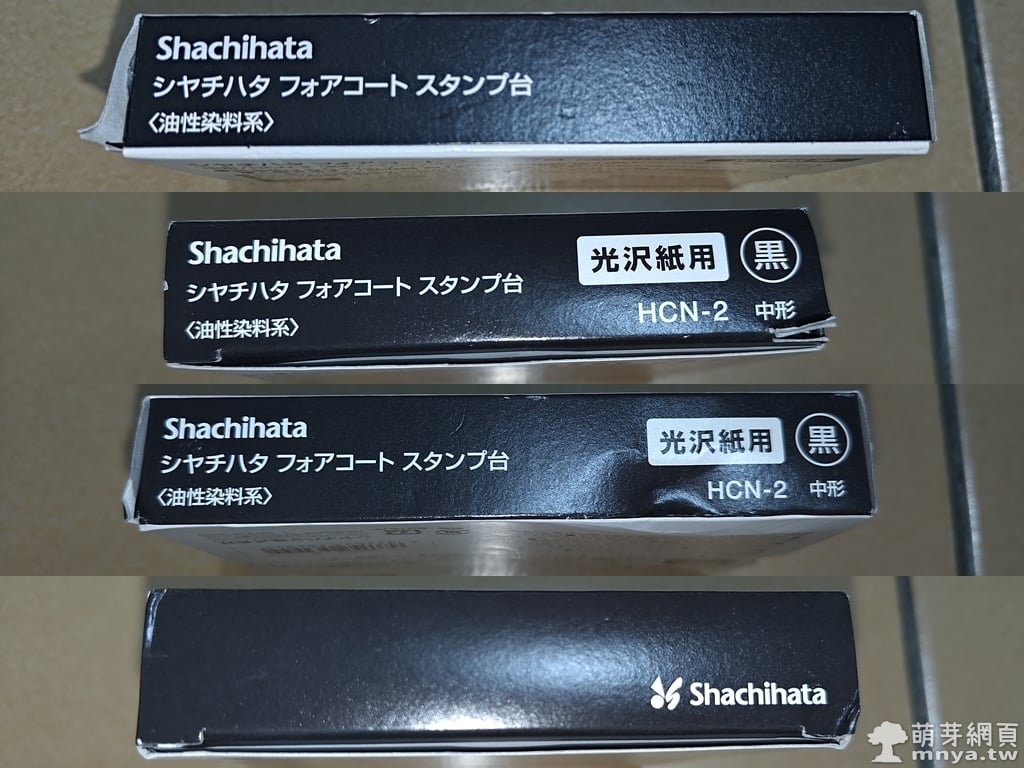 Shachihata
シヤチハタ フォアコート スタンプ台
〈油性染料系〉
Shachihata
シヤチハタ フォアコート スタンプ台
〈油性染料系〉
光沢紙用 黒
HCN-2 中形
Shachihata
シヤチハタ フォアコート スタンプ台
〈油性染料系〉
光沢紙用 黒
HCN-2 中形
Shachihata
萌芽網頁
mnya.tw